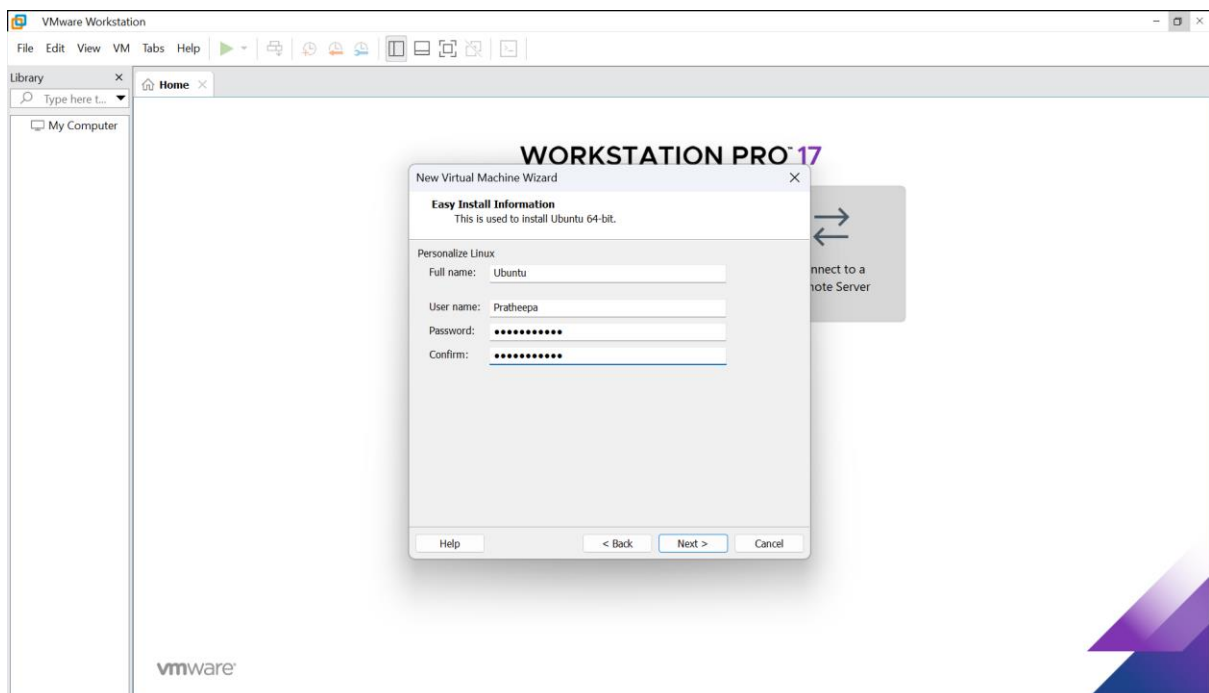 VMware Workstation
File Edit View VM Tabs Help
Library
Type here t...
Home
My Computer
WORKSTATION PRO™ 17
New Virtual Machine Wizard
Easy Install Information
This is used to install Ubuntu 64-bit.
Personalize Linux
Full name: Ubuntu
User name: Pratheepa
Password: •••••••••••
Confirm: •••••••••••
nnect to a
note Server
Help < Back Next > Cancel
vmware